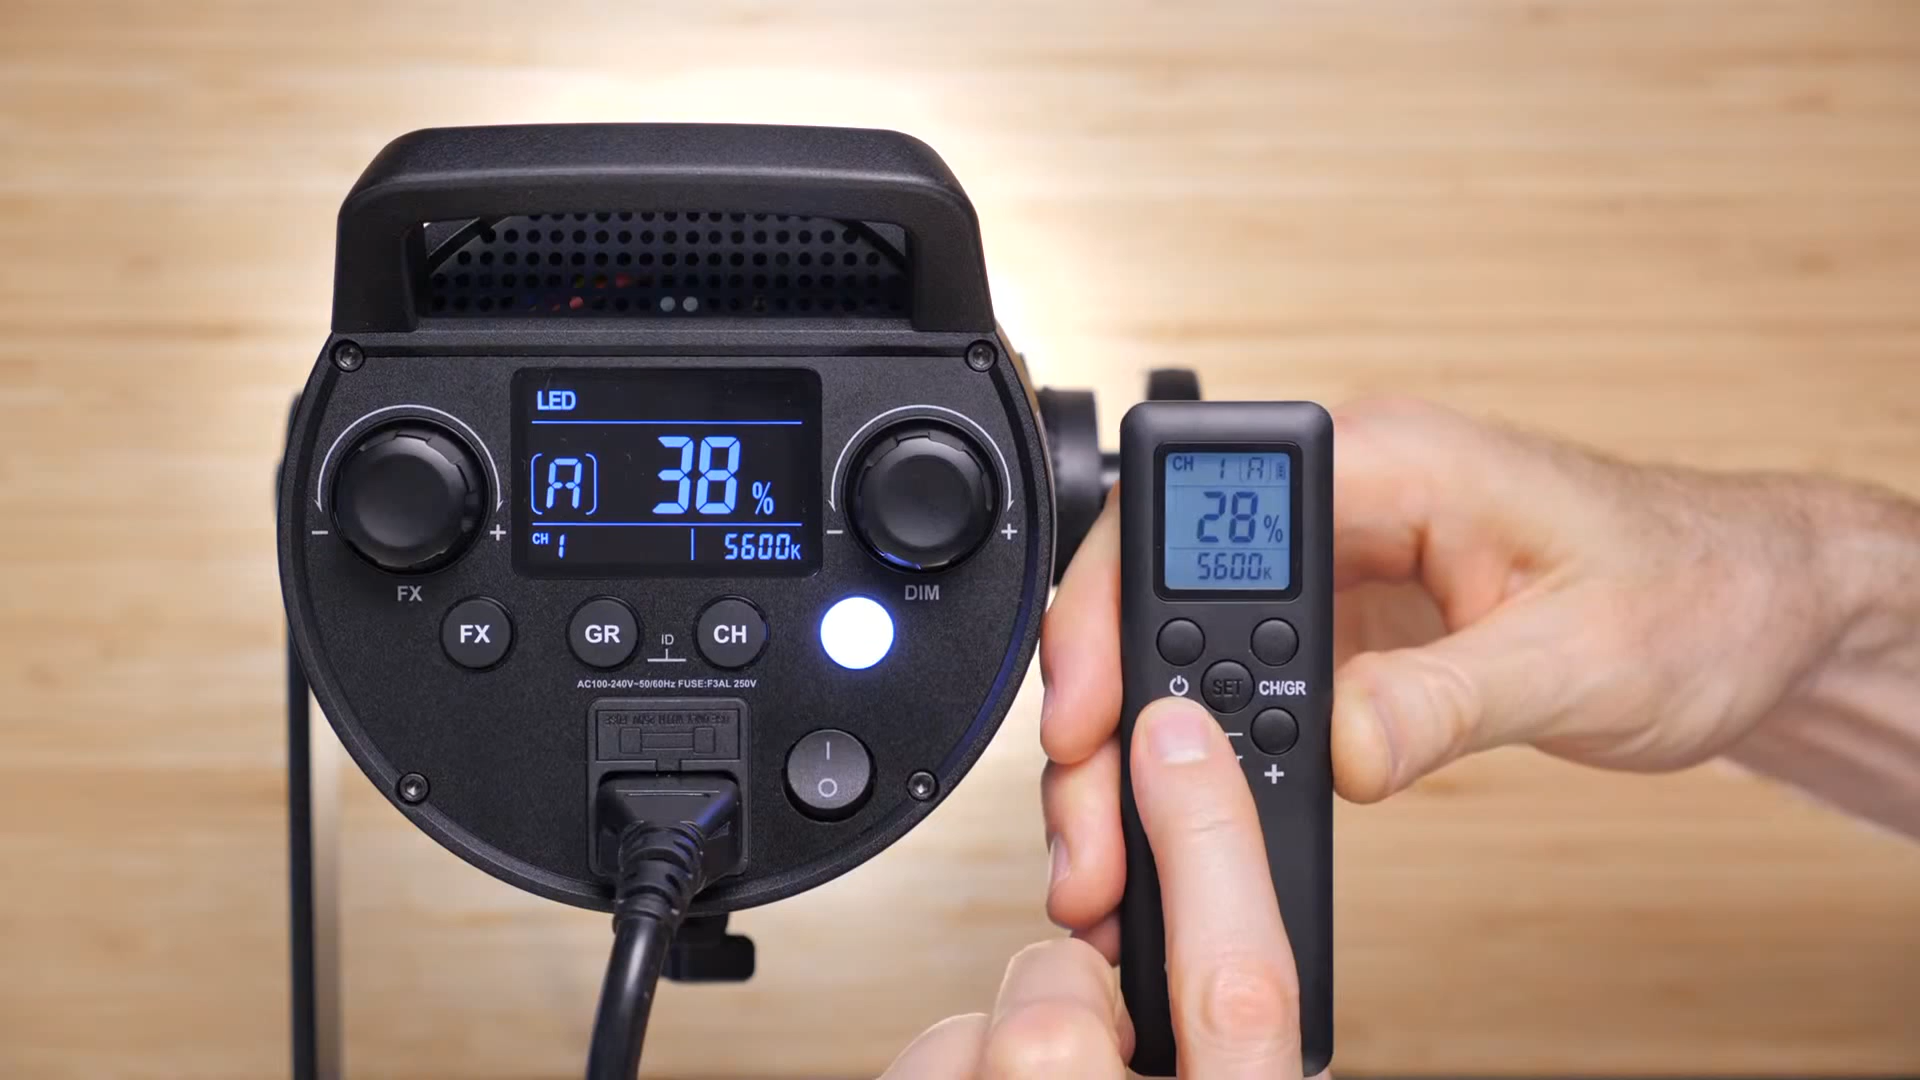 LED
[A] 38 %
CH 1 | 5600K
− + − +
FX DIM
FX GR ID CH
AC100-240V~50/60Hz FUSE:F3AL 250V
I
O
CH 1 [A]
28 %
5600K
SET CH/GR
+